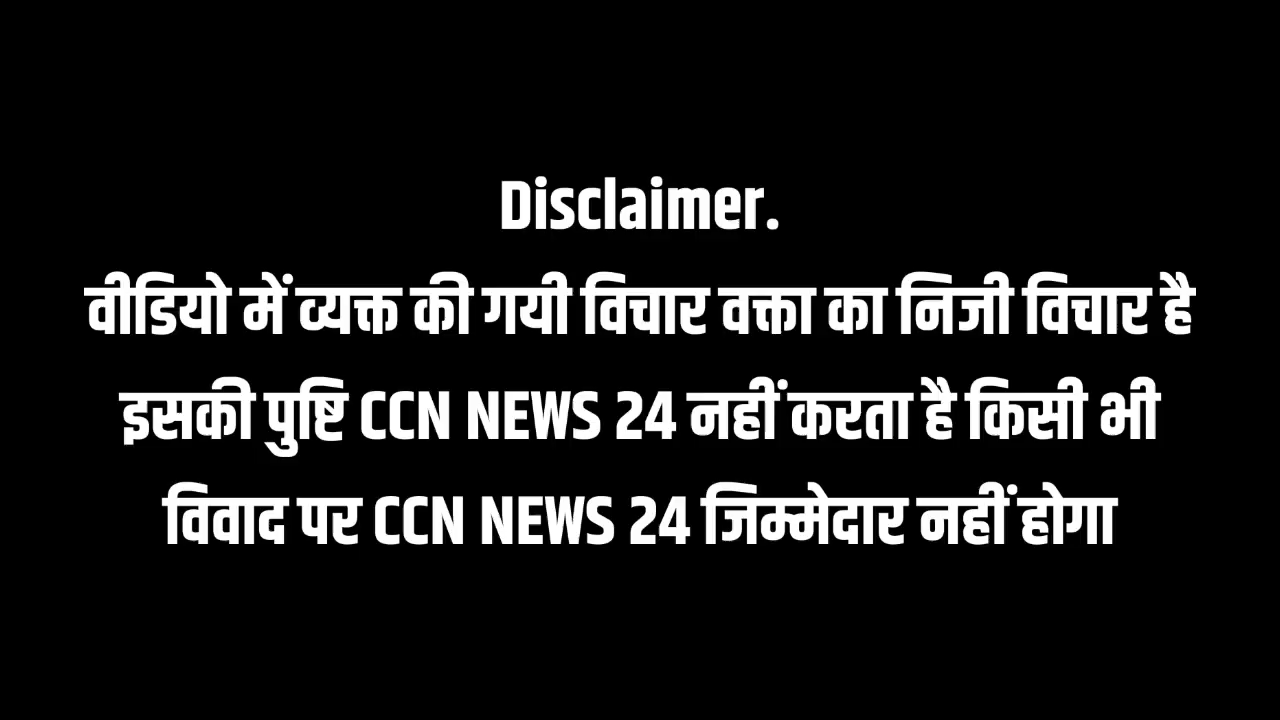 Disclaimer.
वीडियो में व्यक्त की गयी विचार वक्ता का निजी विचार है
इसकी पुष्टि CCN NEWS 24 नहीं करता है किसी भी
विवाद पर CCN NEWS 24 जिम्मेदार नहीं होगा